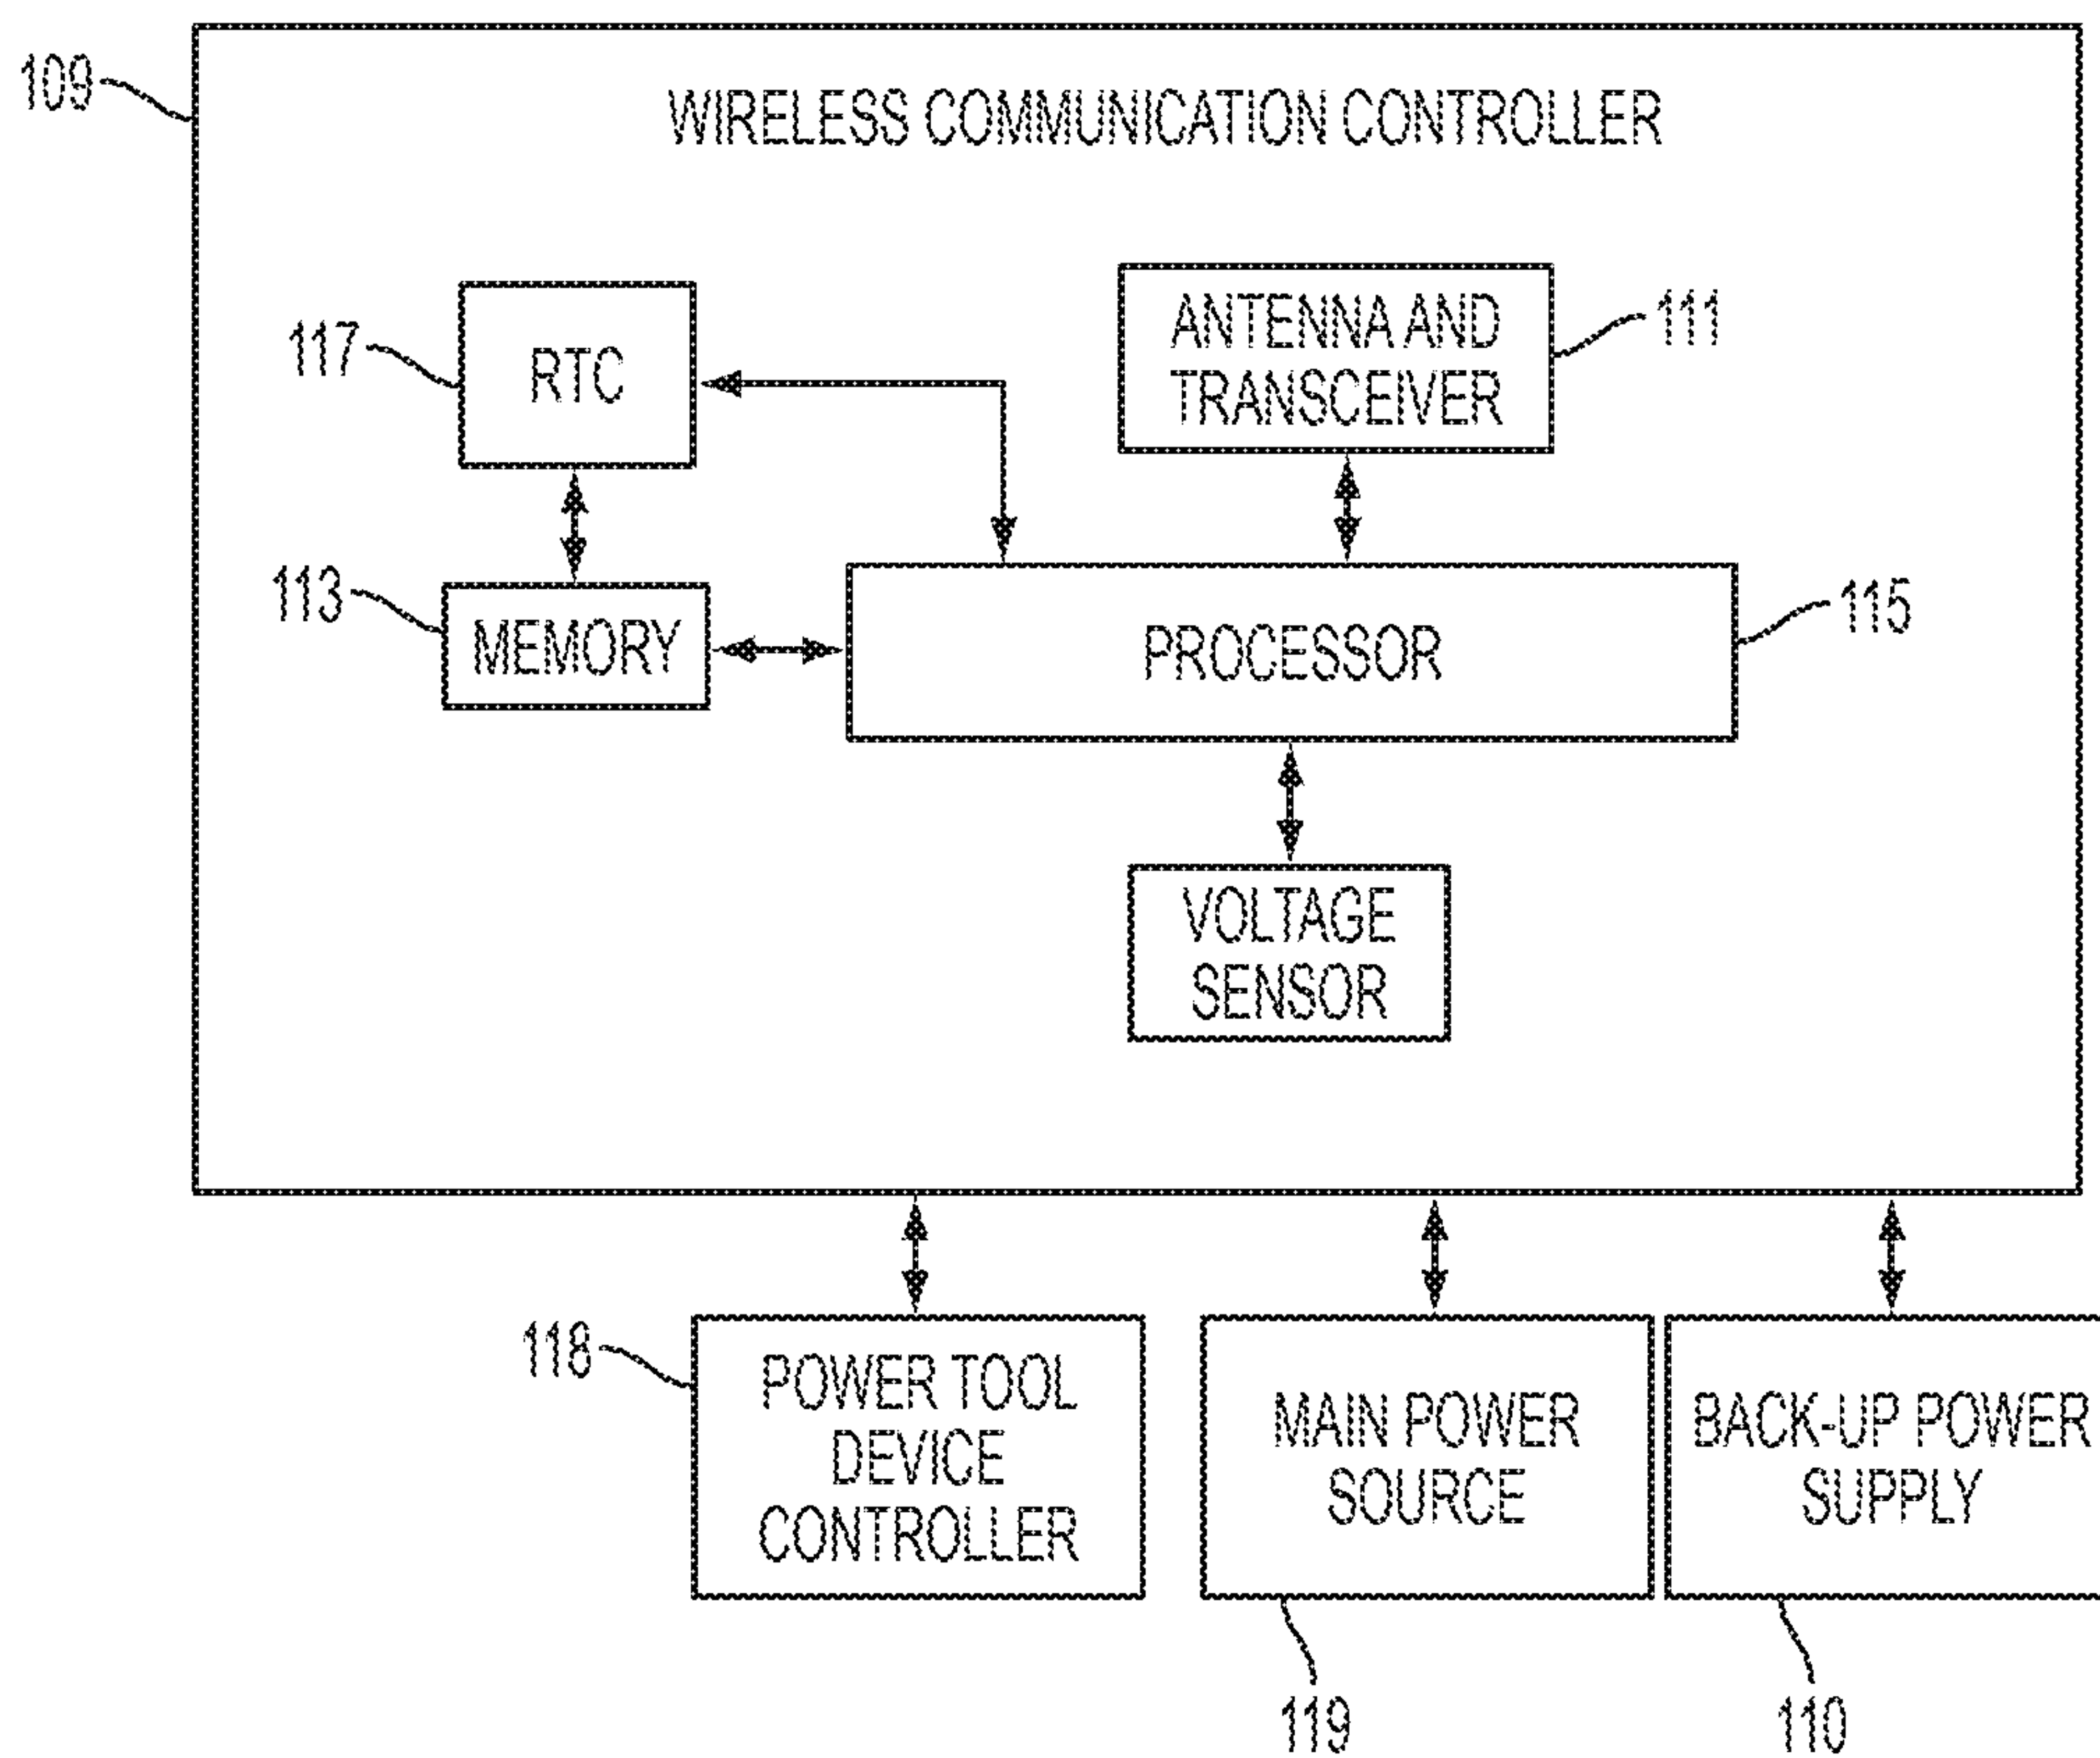 109
WIRELESS COMMUNICATION CONTROLLER
117
RTC
ANTENNA AND
TRANSCEIVER
111
113
MEMORY
PROCESSOR
115
VOLTAGE
SENSOR
118
POWER TOOL
DEVICE
CONTROLLER
MAIN POWER
SOURCE
BACK-UP POWER
SUPPLY
119
110